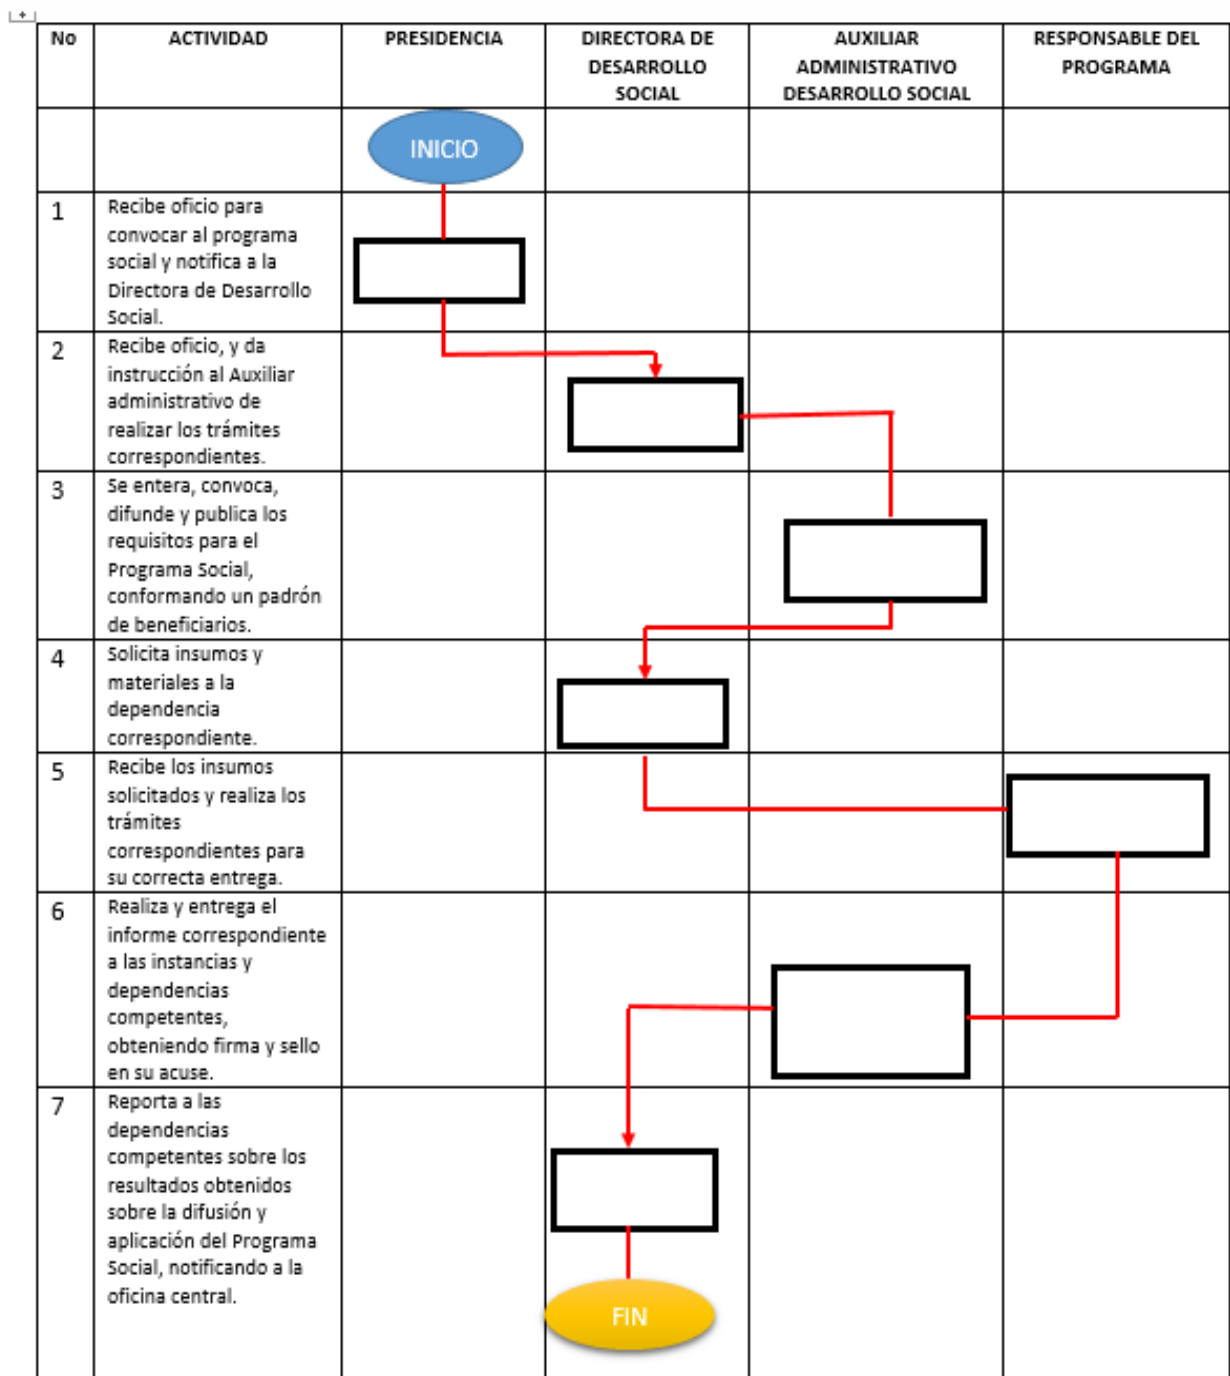 No
ACTIVIDAD
PRESIDENCIA
DIRECTORA DE
DESARROLLO
SOCIAL
AUXILIAR
ADMINISTRATIVO
DESARROLLO SOCIAL
RESPONSABLE DEL
PROGRAMA
INICIO
1
Recibe oficio para
convocar al programa
social y notifica a la
Directora de Desarrollo
Social.
2
Recibe oficio, y da
instrucción al Auxiliar
administrativo de
realizar los trámites
correspondientes.
3
Se entera, convoca,
difunde y publica los
requisitos para el
Programa Social,
conformando un padrón
de beneficiarios.
4
Solicita insumos y
materiales a la
dependencia
correspondiente.
5
Recibe los insumos
solicitados y realiza los
trámites
correspondientes para
su correcta entrega.
6
Realiza y entrega el
informe correspondiente
a las instancias y
dependencias
competentes,
obteniendo firma y sello
en su acuse.
7
Reporta a las
dependencias
competentes sobre los
resultados obtenidos
sobre la difusión y
aplicación del Programa
Social, notificando a la
oficina central.
FIN